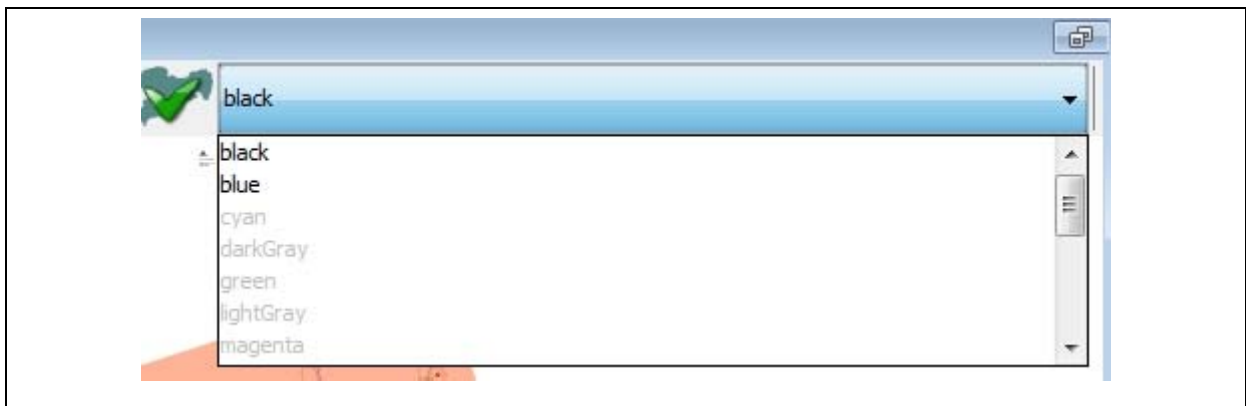 black
black
blue
cyan
darkGray
green
lightGray
magenta